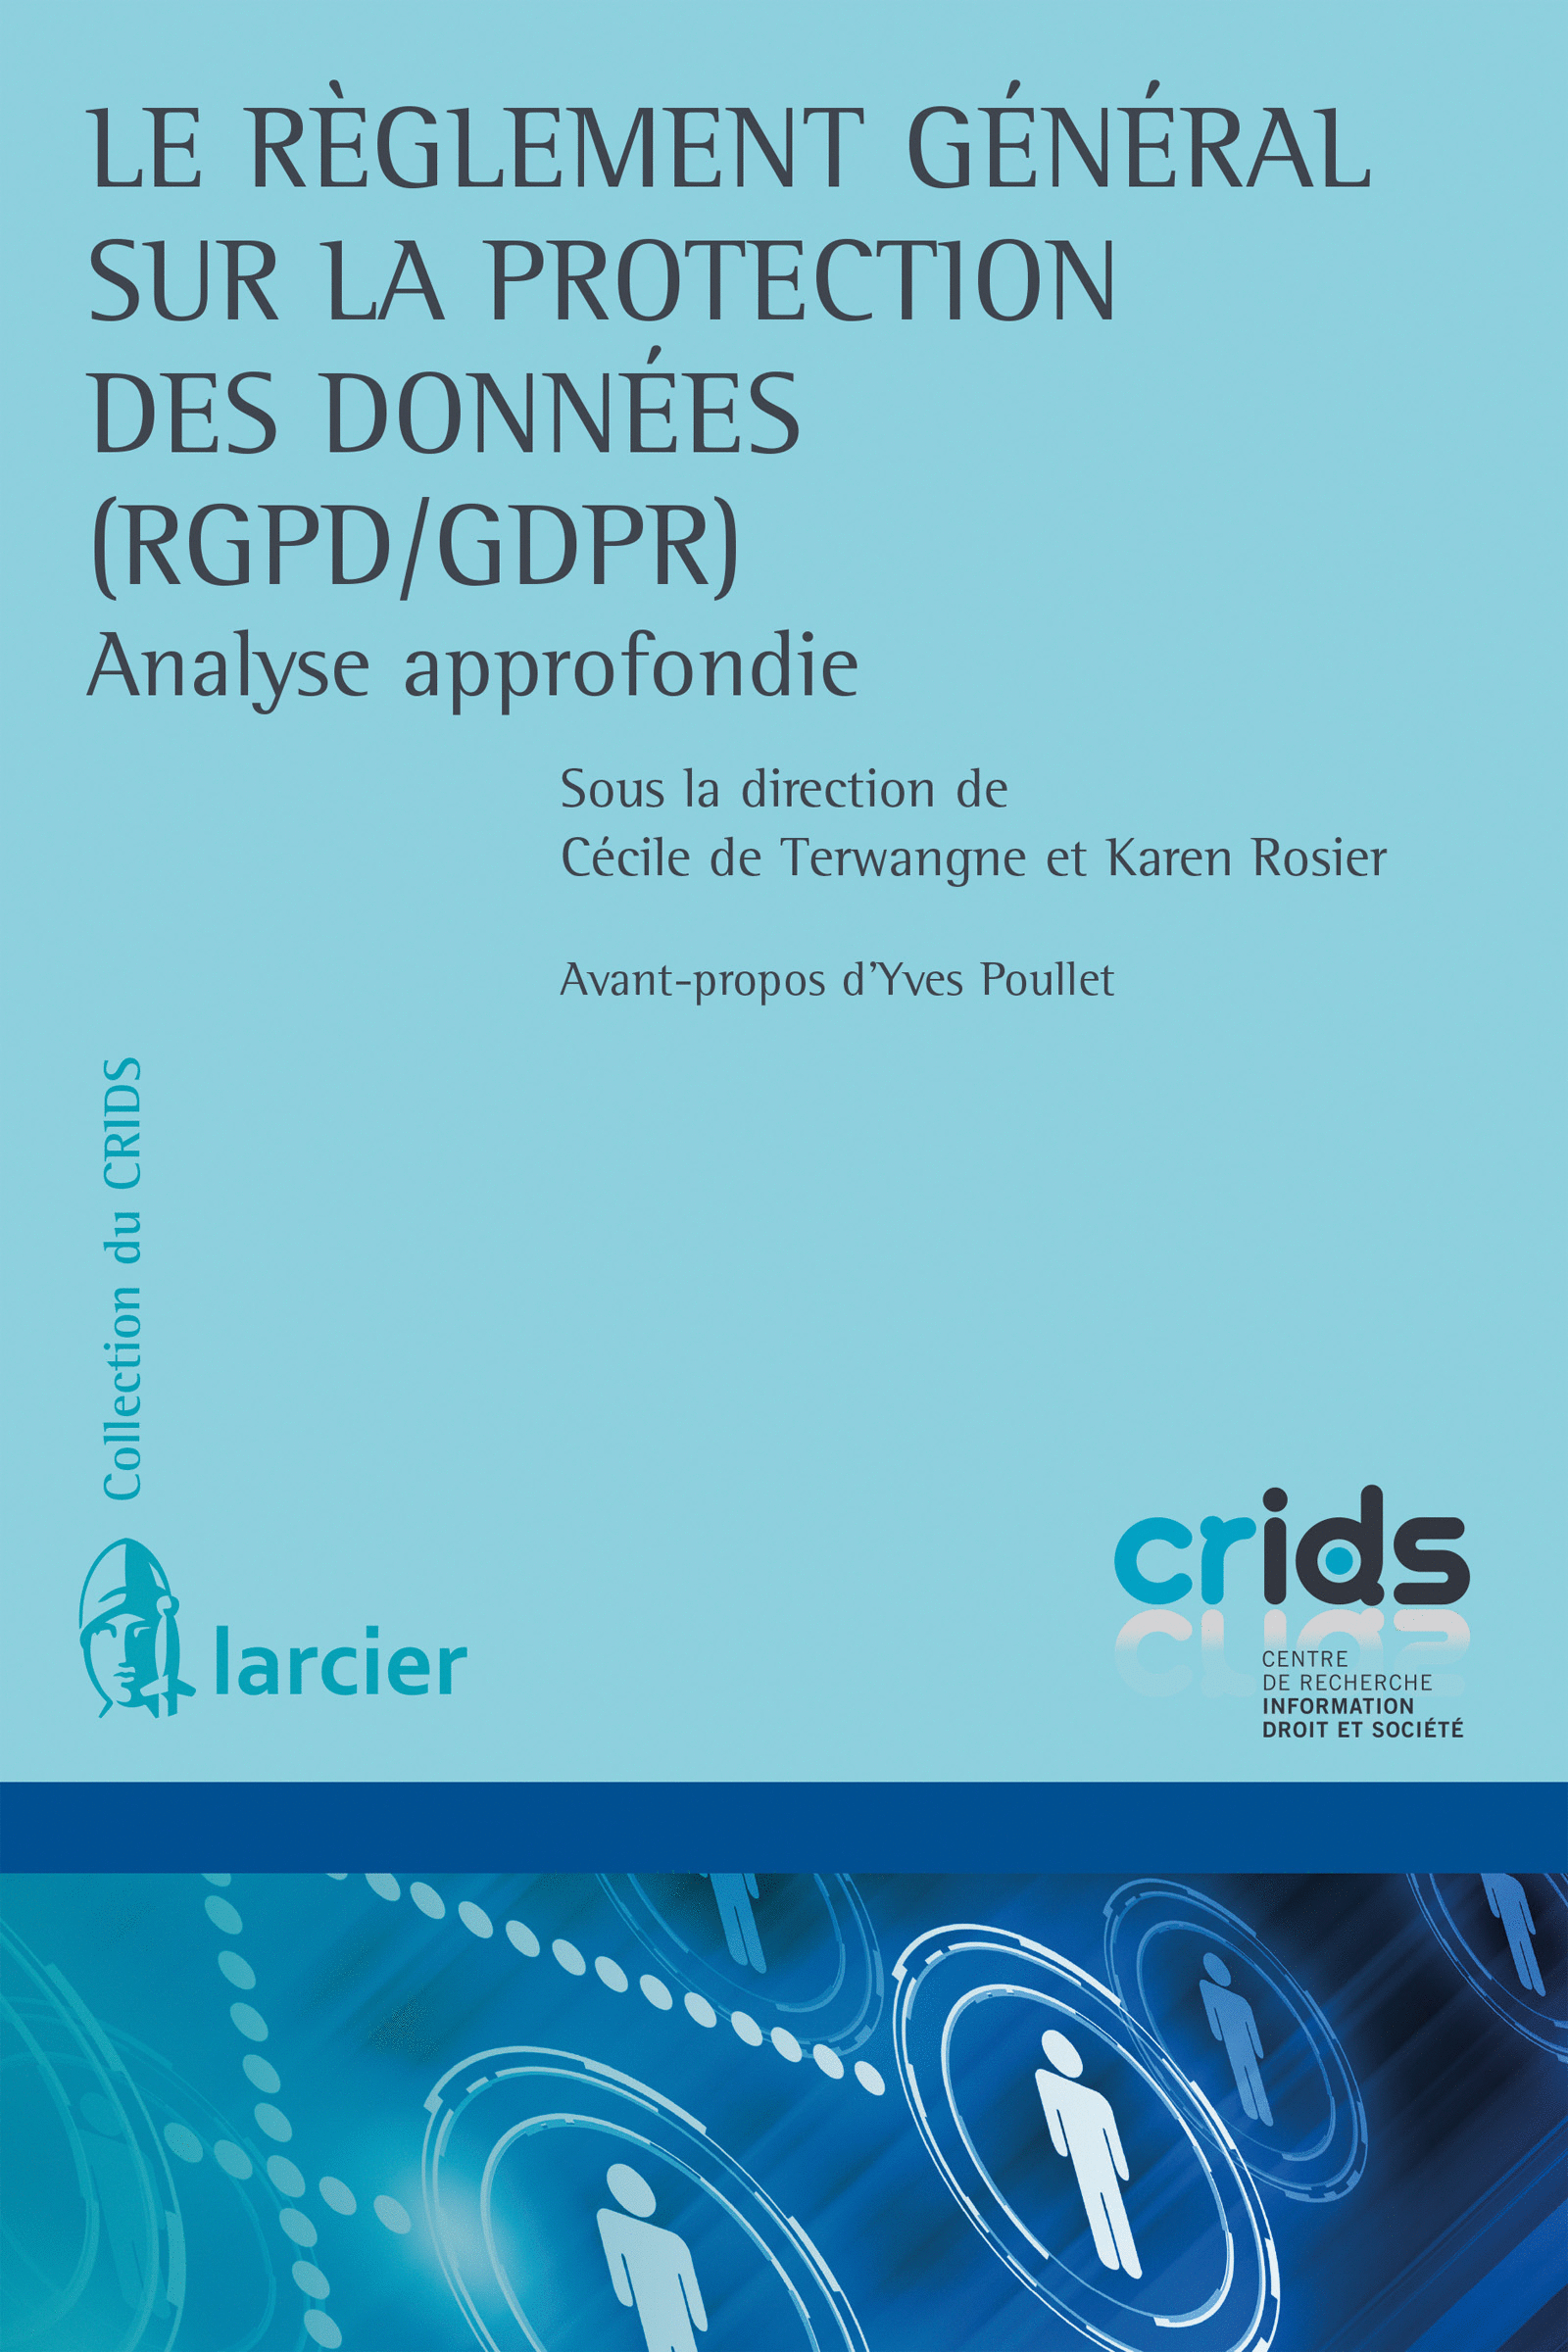 LE RÈGLEMENT GÉNÉRAL
SUR LA PROTECTION
DES DONNÉES
(RGPD/GDPR)
Analyse approfondie
Sous la direction de
Cécile de Terwangne et Karen Rosier
Avant-propos d'Yves Poullet
Collection du CRIDS
larcier
crids
CENTRE
DE RECHERCHE
INFORMATION
DROIT ET SOCIÉTÉ